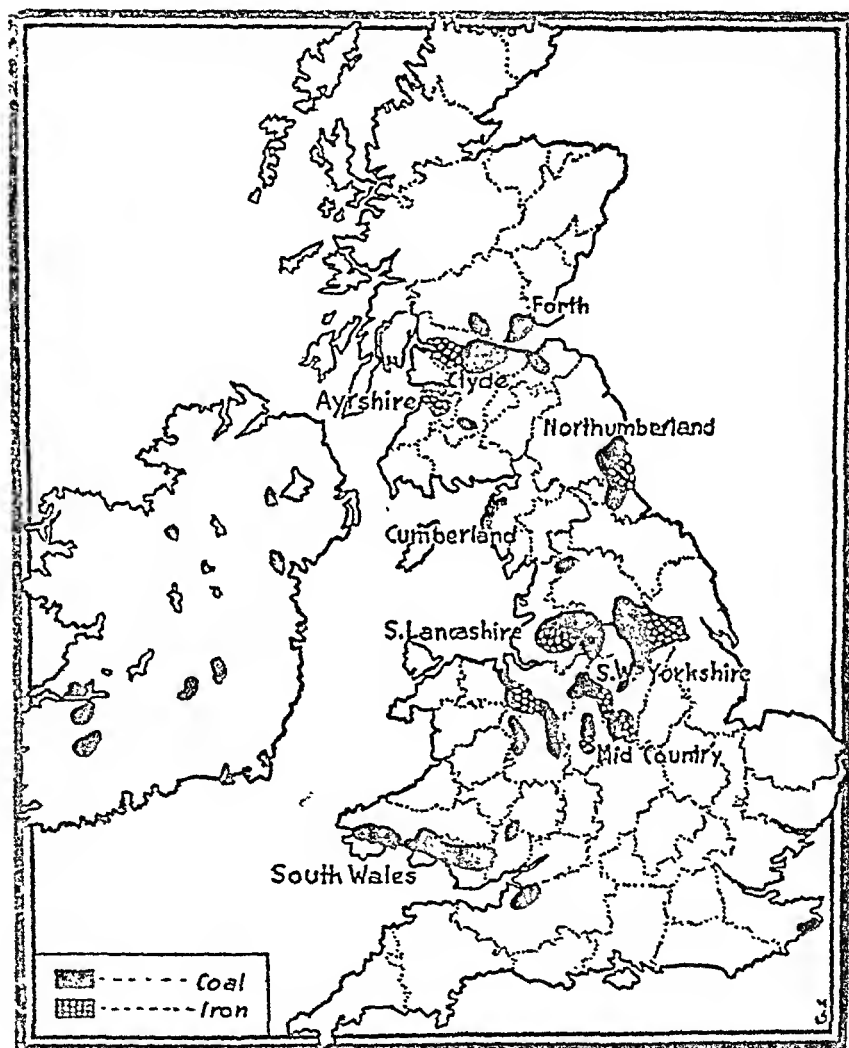 Forth
Clyde
Ayrshire
Northumberland
Cumberland
S. Lancashire
S.W. Yorkshire
Mid Country
South Wales
Coal
Iron